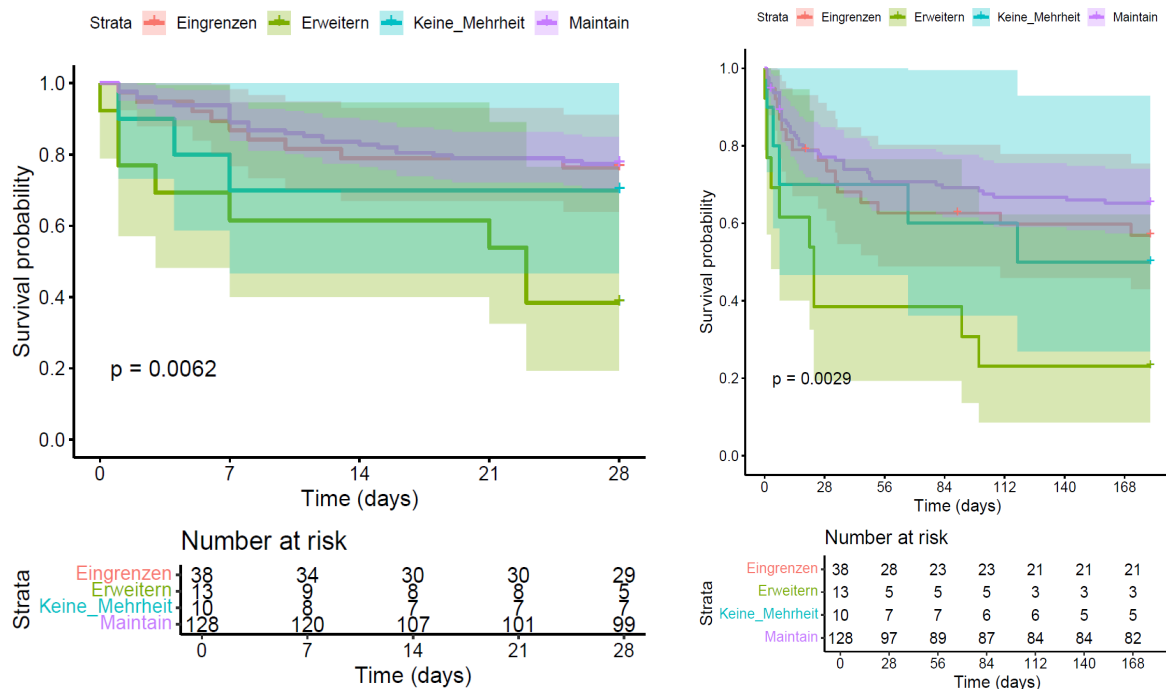 Strata Eingrenzen Erweitern Keine_Mehrheit Maintain
Survival probability
1.0
0.8
0.6
0.4
0.2
0.0
p = 0.0062
0 7 14 21 28
Time (days)
Number at risk
Strata
Eingrenzen 38 34 30 30 29
Erweitern 13 9 8 8 5
Keine_Mehrheit 10 8 7 7 7
Maintain 128 120 107 101 99
0 7 14 21 28
Time (days)
Strata Eingrenzen Erweitern Keine_Mehrheit Maintain
Survival probability
1.0
0.8
0.6
0.4
0.2
0.0
p = 0.0029
0 28 56 84 112 140 168
Time (days)
Number at risk
Strata
Eingrenzen 38 28 23 23 21 21 21
Erweitern 13 5 5 5 3 3 3
Keine_Mehrheit 10 7 7 6 6 5 5
Maintain 128 97 89 87 84 84 82
0 28 56 84 112 140 168
Time (days)